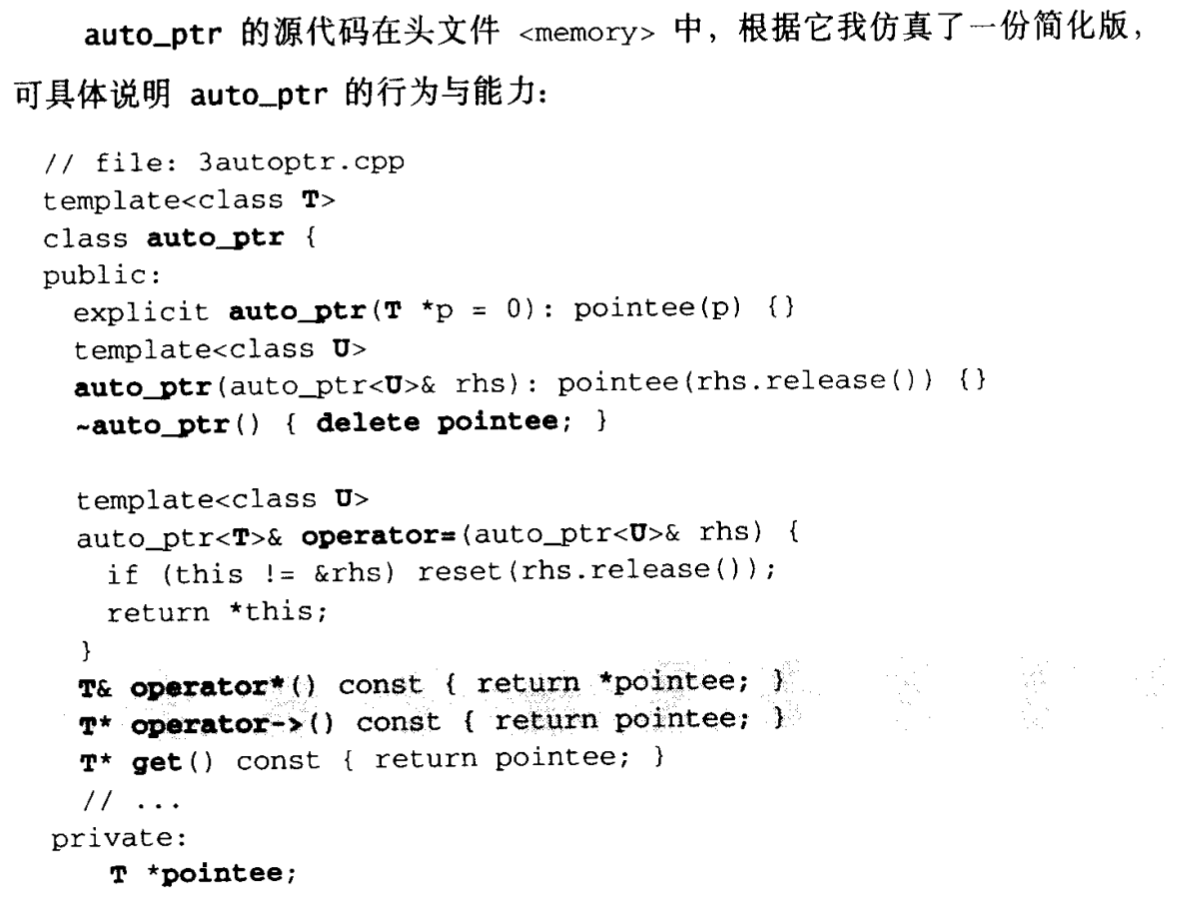 auto_ptr 的源代码在头文件 <memory> 中，根据它我仿真了一份简化版，
可具体说明 auto_ptr 的行为与能力：
// file: 3autoptr.cpp
template<class T>
class auto_ptr {
public:
  explicit auto_ptr(T *p = 0): pointee(p) {}
  template<class U>
  auto_ptr(auto_ptr<U>& rhs): pointee(rhs.release()) {}
  ~auto_ptr() { delete pointee; }
  template<class U>
  auto_ptr<T>& operator=(auto_ptr<U>& rhs) {
    if (this != &rhs) reset(rhs.release());
    return *this;
  }
  T& operator*() const { return *pointee; }
  T* operator->() const { return pointee; }
  T* get() const { return pointee; }
  // ...
private:
    T *pointee;